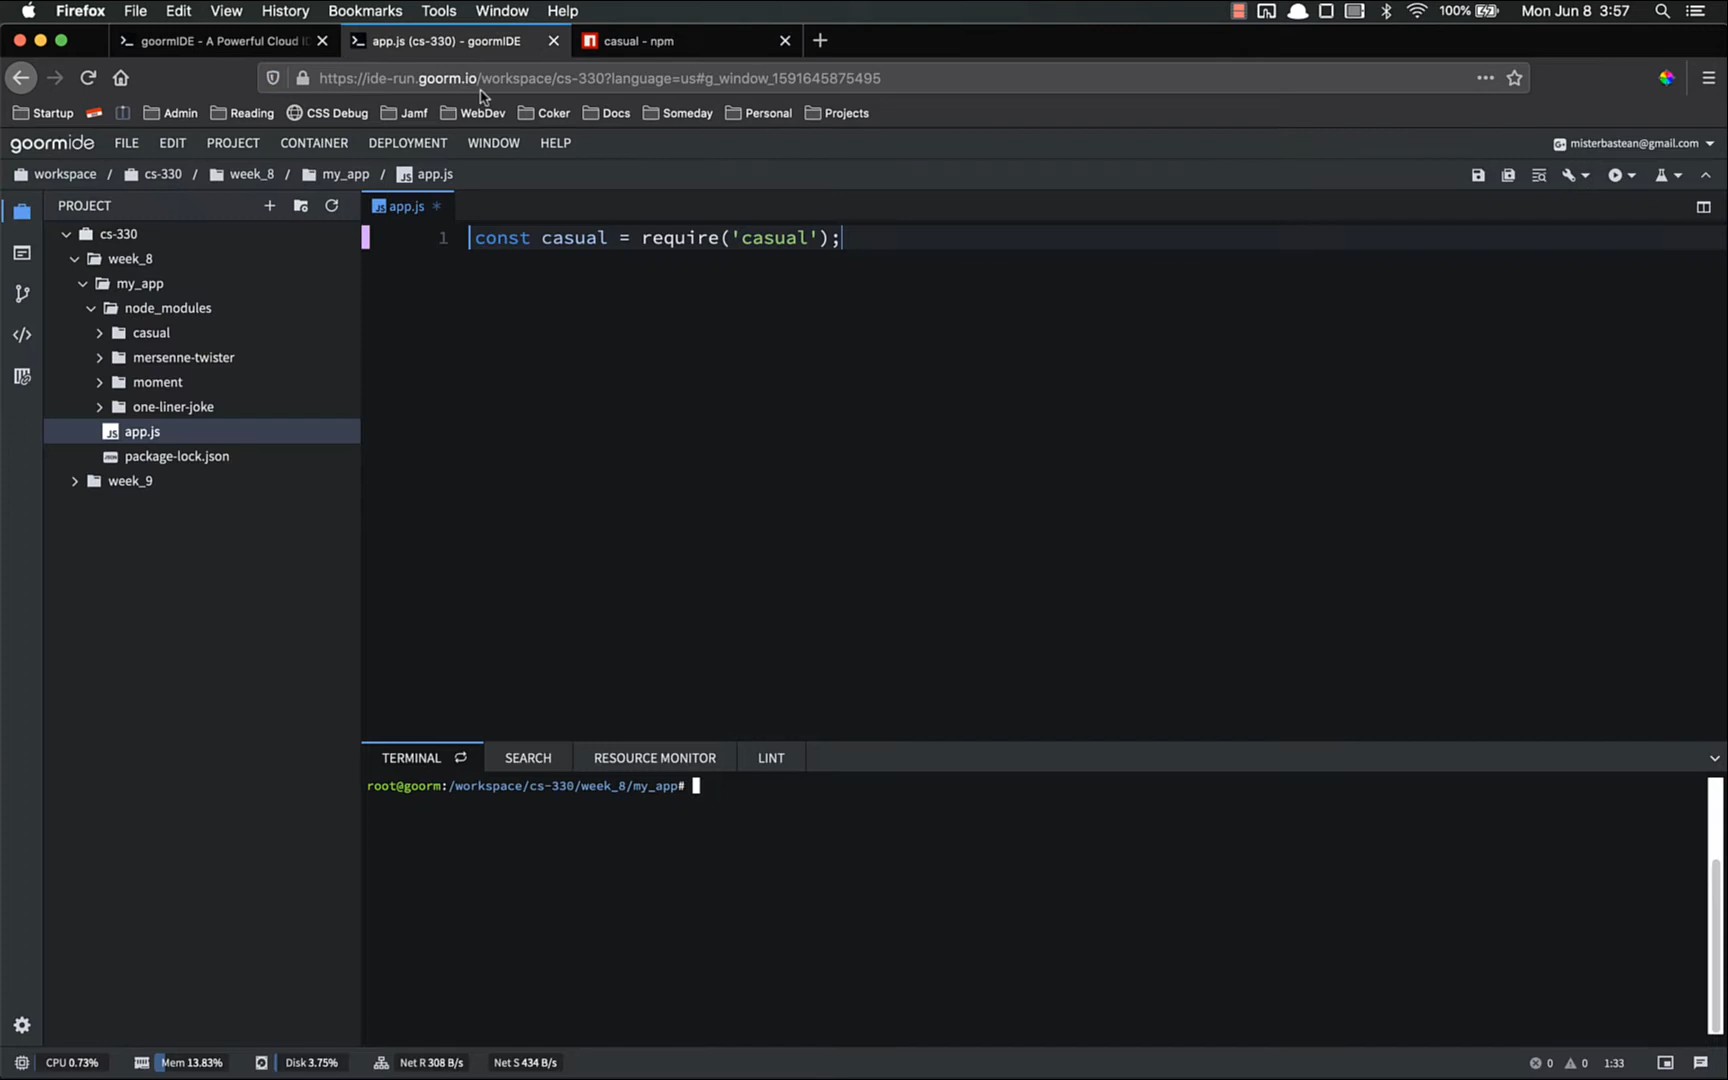 Firefox File Edit View History Bookmarks Tools Window Help 100% Mon Jun 8 3:57
goormIDE - A Powerful Cloud I app.js (cs-330) - goormIDE casual - npm
https://ide-run.goorm.io/workspace/cs-330?language=us#g_window_1591645875495
Startup Admin Reading CSS Debug Jamf WebDev Coker Docs Someday Personal Projects
goormide FILE EDIT PROJECT CONTAINER DEPLOYMENT WINDOW HELP misterbastean@gmail.com
workspace / cs-330 / week_8 / my_app / app.js
PROJECT
app.js *
cs-330
1 const casual = require('casual');
week_8
my_app
node_modules
casual
mersenne-twister
moment
one-liner-joke
app.js
package-lock.json
week_9
TERMINAL SEARCH RESOURCE MONITOR LINT
root@goorm:/workspace/cs-330/week_8/my_app#
CPU 0.73% Mem 13.83% Disk 3.75% Net R 308 B/s Net S 434 B/s 0 0 1:33